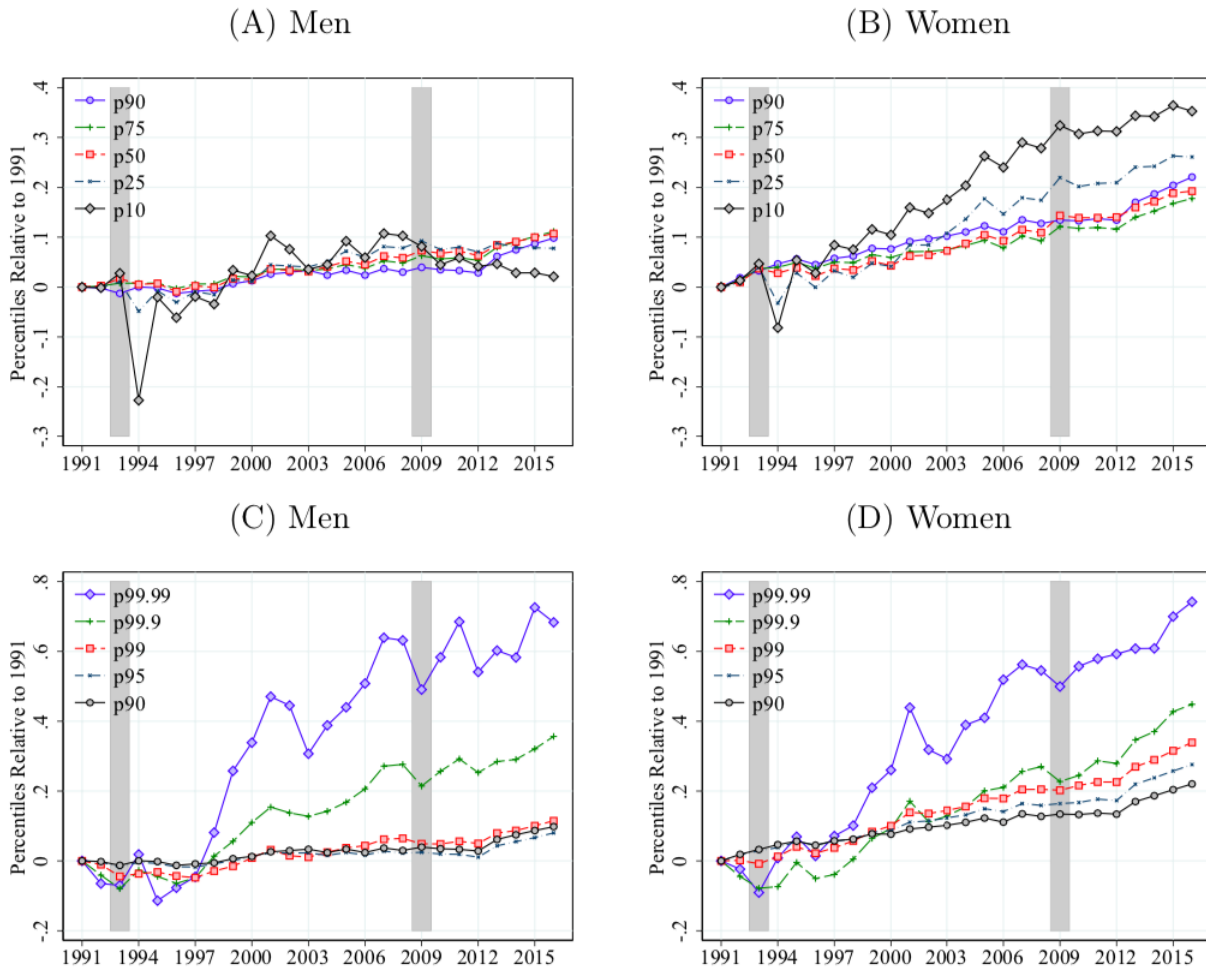 (A) Men
Percentiles Relative to 1991
.4
.3
.2
.1
0
-.1
-.2
-.3
p90
p75
p50
p25
p10
1991 1994 1997 2000 2003 2006 2009 2012 2015
(B) Women
Percentiles Relative to 1991
.4
.3
.2
.1
0
-.1
-.2
-.3
p90
p75
p50
p25
p10
1991 1994 1997 2000 2003 2006 2009 2012 2015
(C) Men
Percentiles Relative to 1991
.8
.6
.4
.2
0
-.2
p99.99
p99.9
p99
p95
p90
1991 1994 1997 2000 2003 2006 2009 2012 2015
(D) Women
Percentiles Relative to 1991
.8
.6
.4
.2
0
-.2
p99.99
p99.9
p99
p95
p90
1991 1994 1997 2000 2003 2006 2009 2012 2015